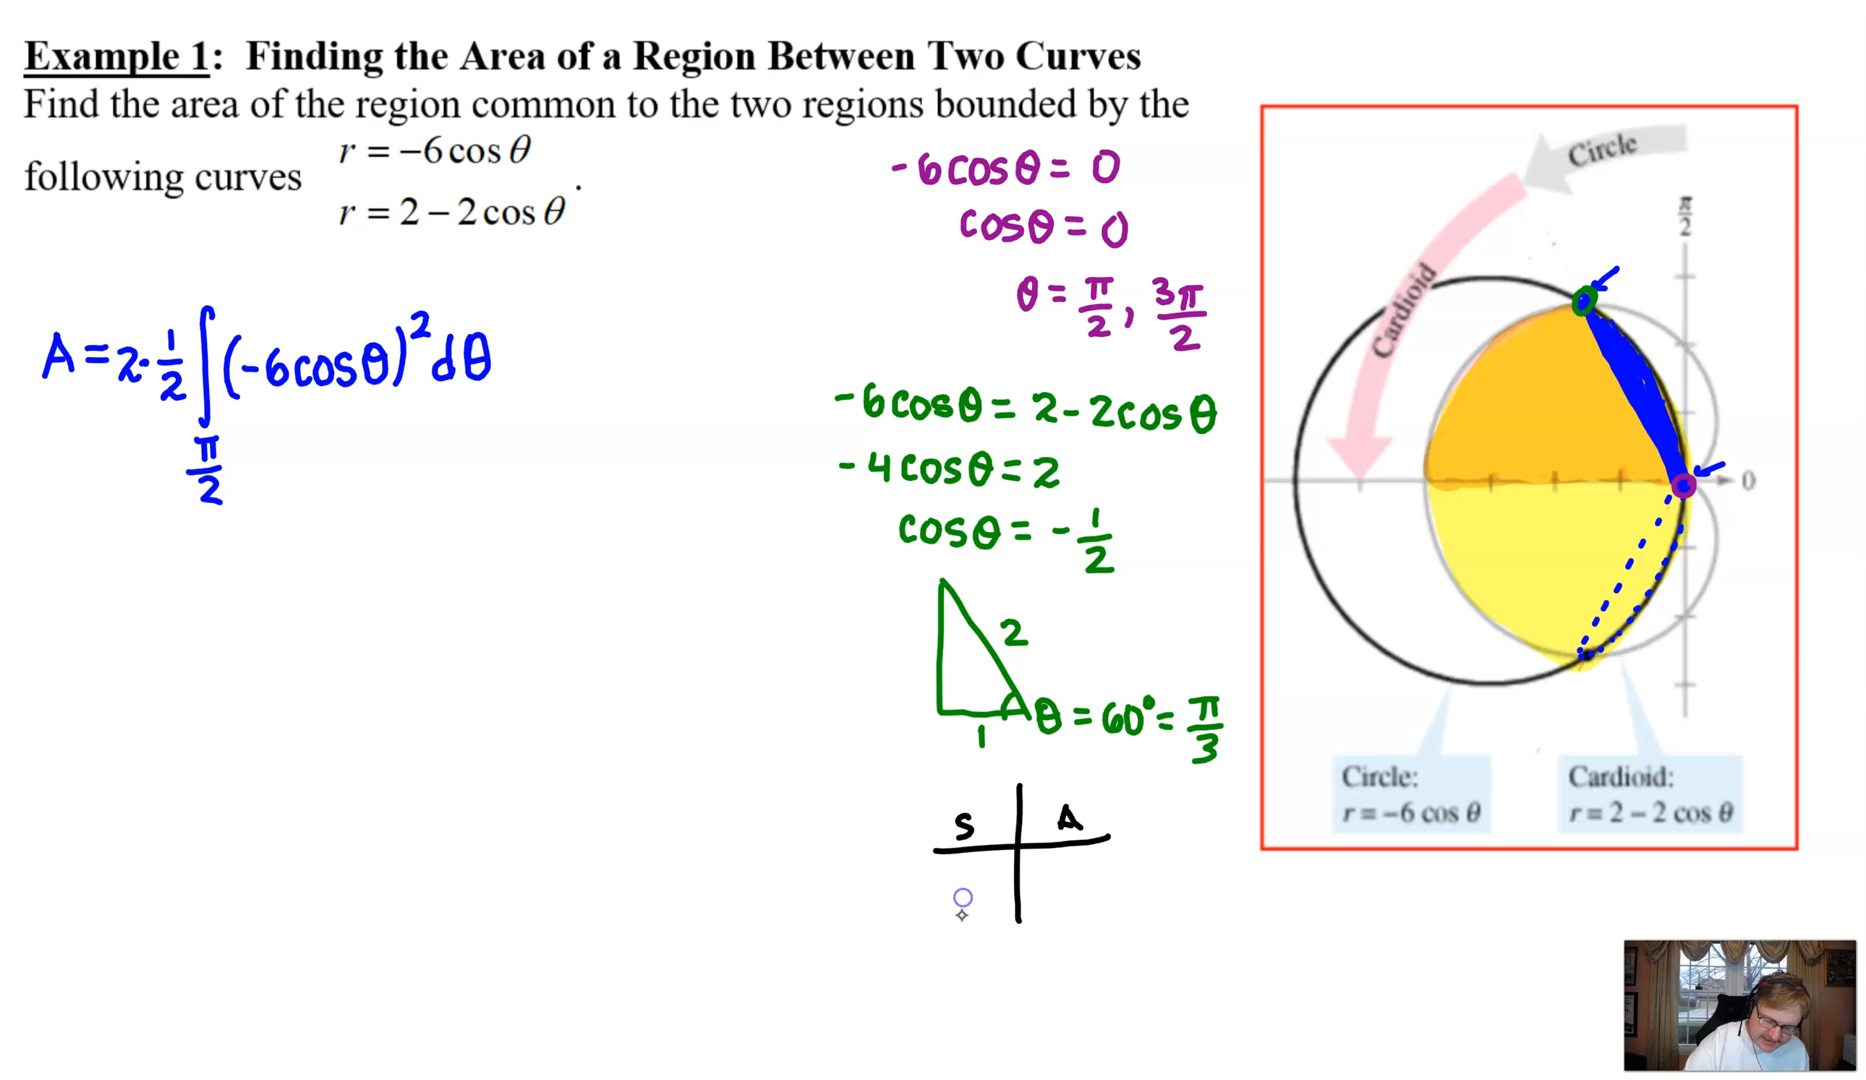 Example 1: Finding the Area of a Region Between Two Curves
Find the area of the region common to the two regions bounded by the
following curves r = −6 cos θ
r = 2 − 2 cos θ .
A = 2·1/2 ∫ π/2 (-6cosθ)² dθ
-6cosθ = 0
cosθ = 0
θ = π/2, 3π/2
-6cosθ = 2-2cosθ
-4cosθ = 2
cosθ = -1/2
2
1
θ = 60° = π/3
S A
Circle
Cardioid
π/2
0
Circle:
r = −6 cos θ
Cardioid:
r = 2 − 2 cos θ